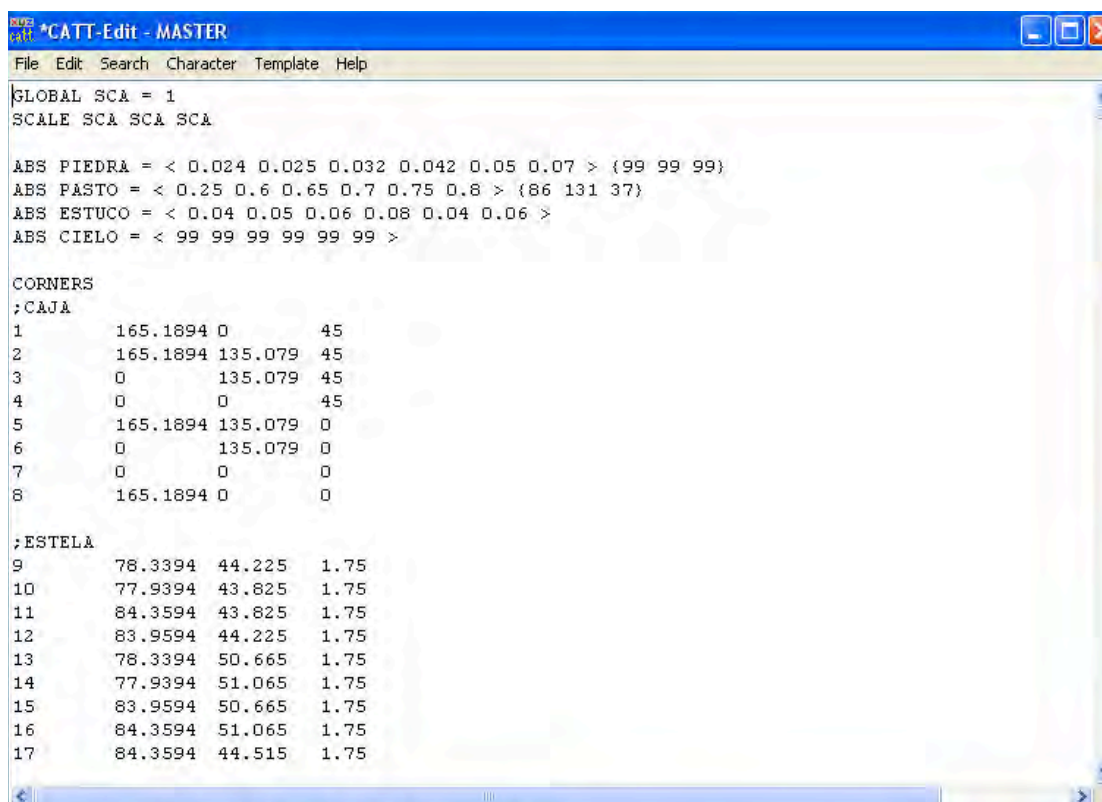 *CATT-Edit - MASTER
File Edit Search Character Template Help
GLOBAL SCA = 1
SCALE SCA SCA SCA
ABS PIEDRA = < 0.024 0.025 0.032 0.042 0.05 0.07 > {99 99 99}
ABS PASTO = < 0.25 0.6 0.65 0.7 0.75 0.8 > {86 131 37}
ABS ESTUCO = < 0.04 0.05 0.06 0.08 0.04 0.06 >
ABS CIELO = < 99 99 99 99 99 99 >
CORNERS
;CAJA
1 165.1894 0 45
2 165.1894 135.079 45
3 0 135.079 45
4 0 0 45
5 165.1894 135.079 0
6 0 135.079 0
7 0 0 0
8 165.1894 0 0
;ESTELA
9 78.3394 44.225 1.75
10 77.9394 43.825 1.75
11 84.3594 43.825 1.75
12 83.9594 44.225 1.75
13 78.3394 50.665 1.75
14 77.9394 51.065 1.75
15 83.9594 50.665 1.75
16 84.3594 51.065 1.75
17 84.3594 44.515 1.75